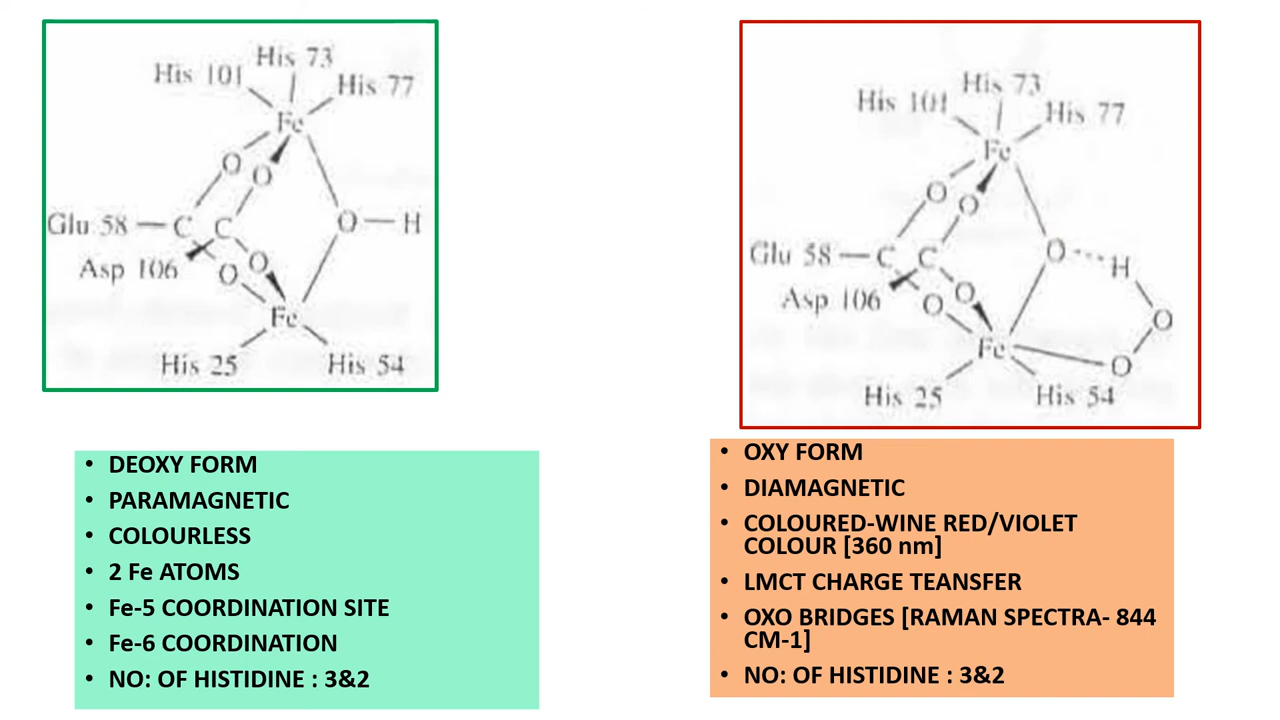 His 73
His 101
His 77
Fe
O
O
O — H
Glu 58 — C
C
Asp 106
O
O
Fe
His 25
His 54
His 73
His 101
His 77
Fe
O
O
O
H
Glu 58 — C
C
Asp 106
O
O
O
Fe
O
His 25
His 54
• DEOXY FORM
• PARAMAGNETIC
• COLOURLESS
• 2 Fe ATOMS
• Fe-5 COORDINATION SITE
• Fe-6 COORDINATION
• NO: OF HISTIDINE : 3&2
• OXY FORM
• DIAMAGNETIC
• COLOURED-WINE RED/VIOLET
COLOUR [360 nm]
• LMCT CHARGE TEANSFER
• OXO BRIDGES [RAMAN SPECTRA- 844
CM-1]
• NO: OF HISTIDINE : 3&2